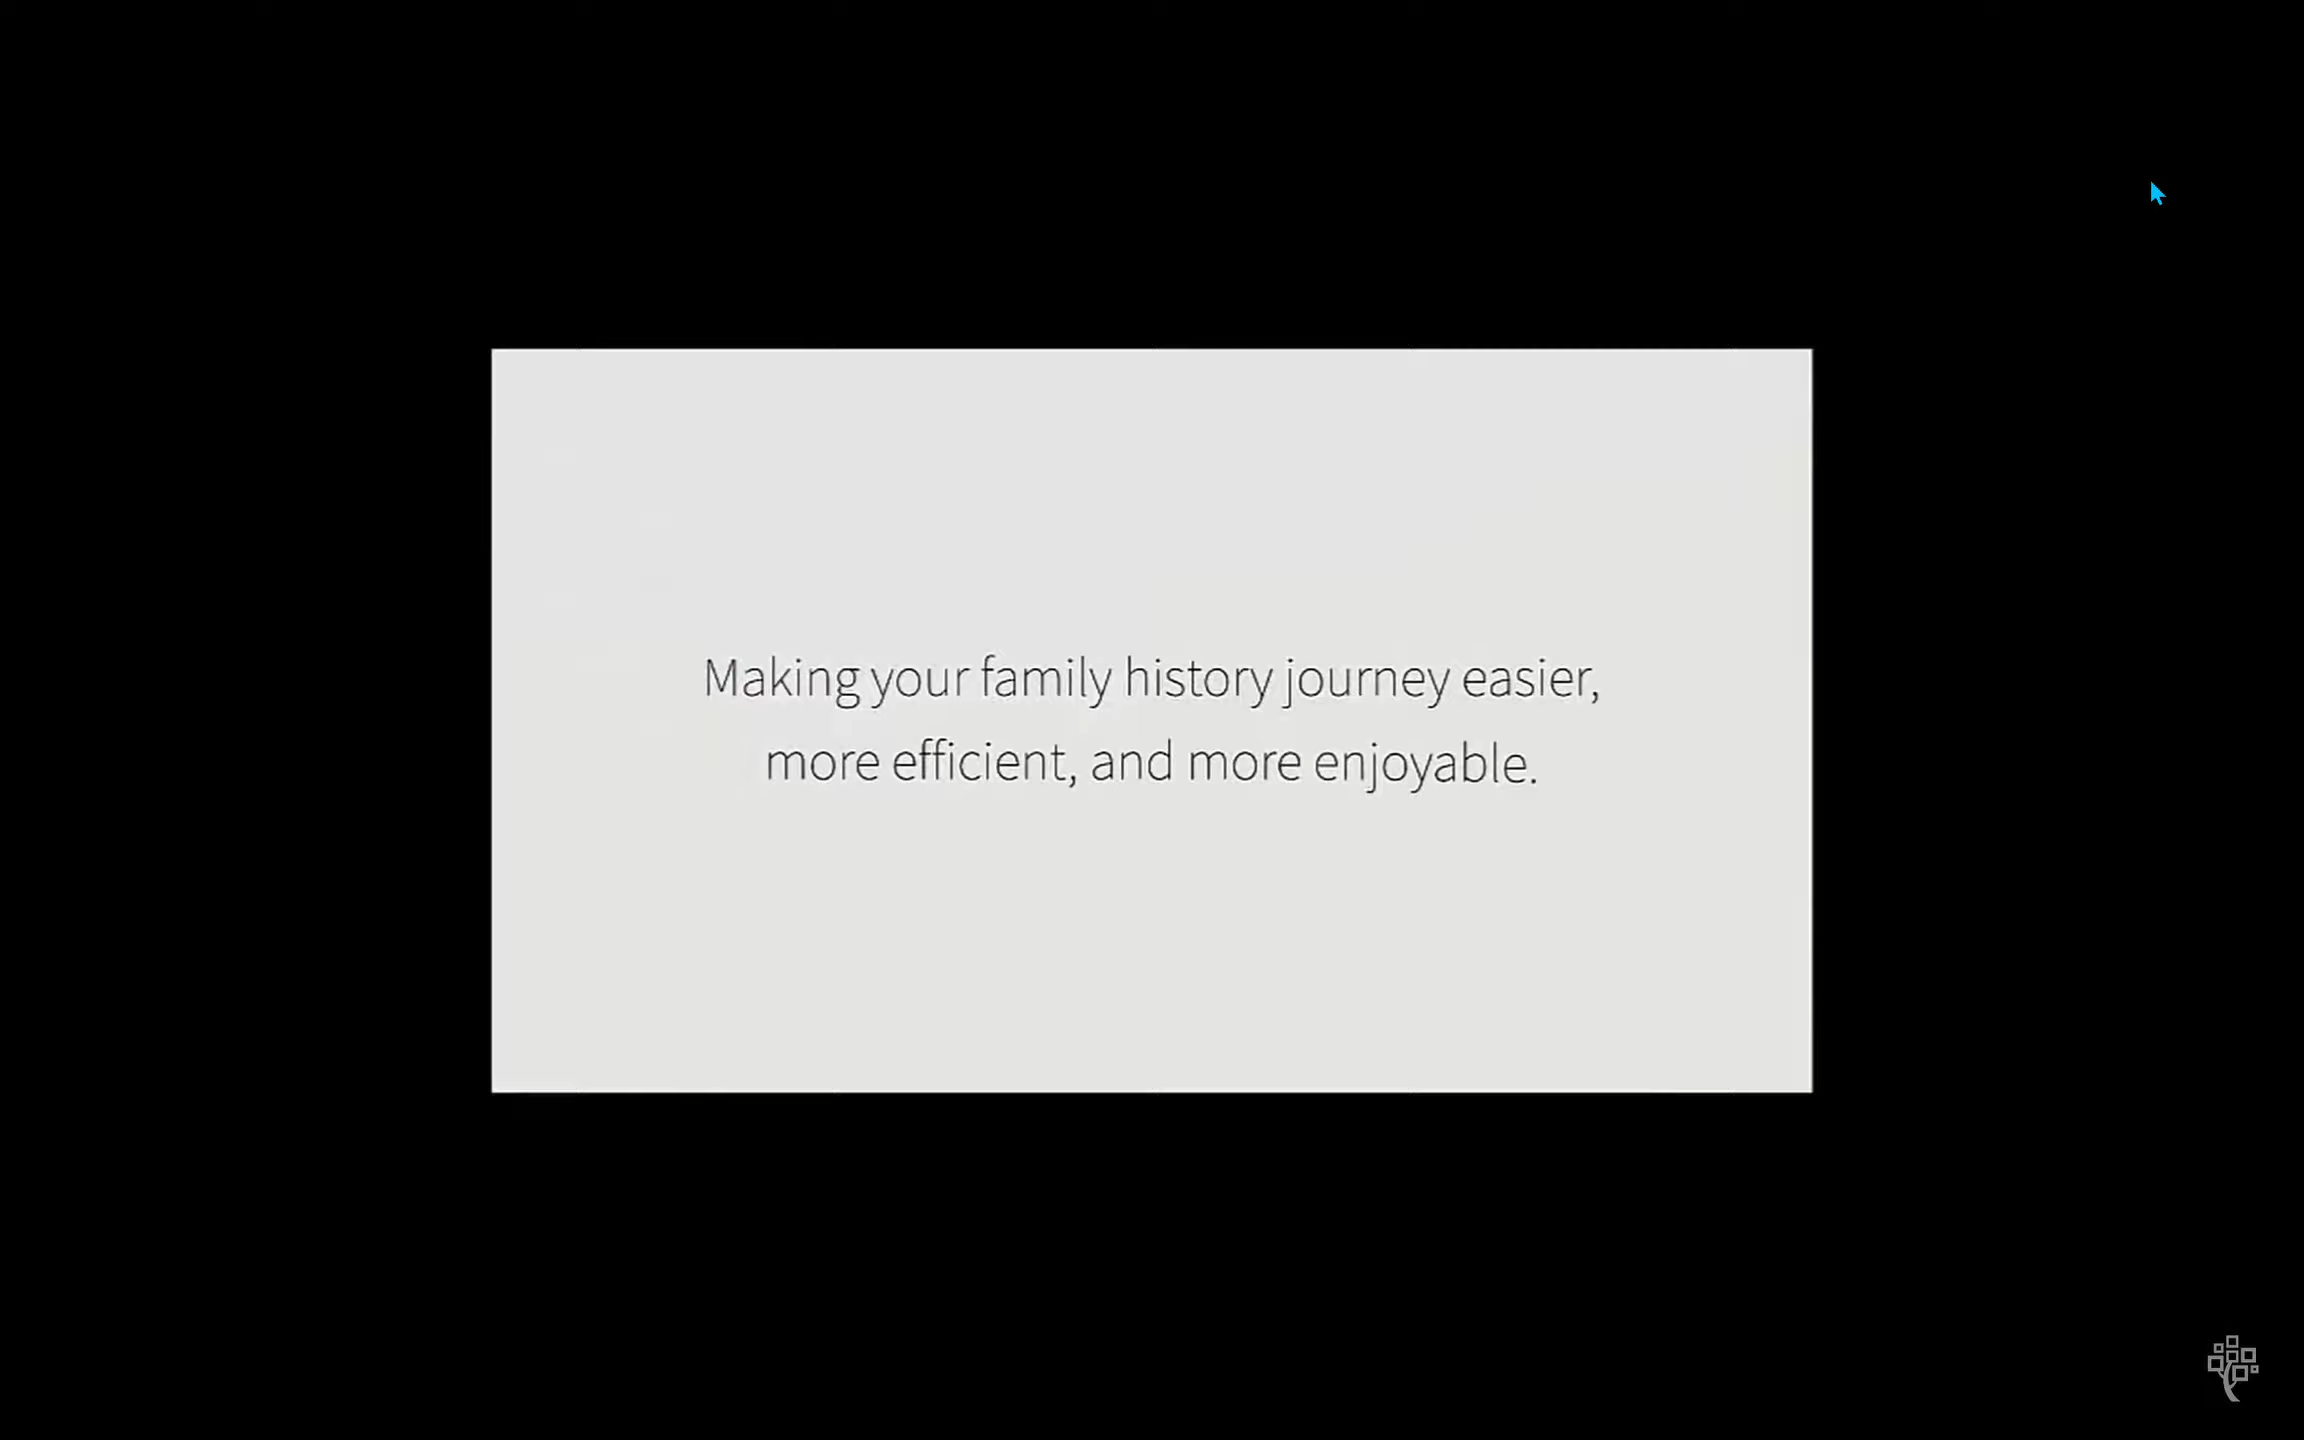 Making your family history journey easier,
more efficient, and more enjoyable.